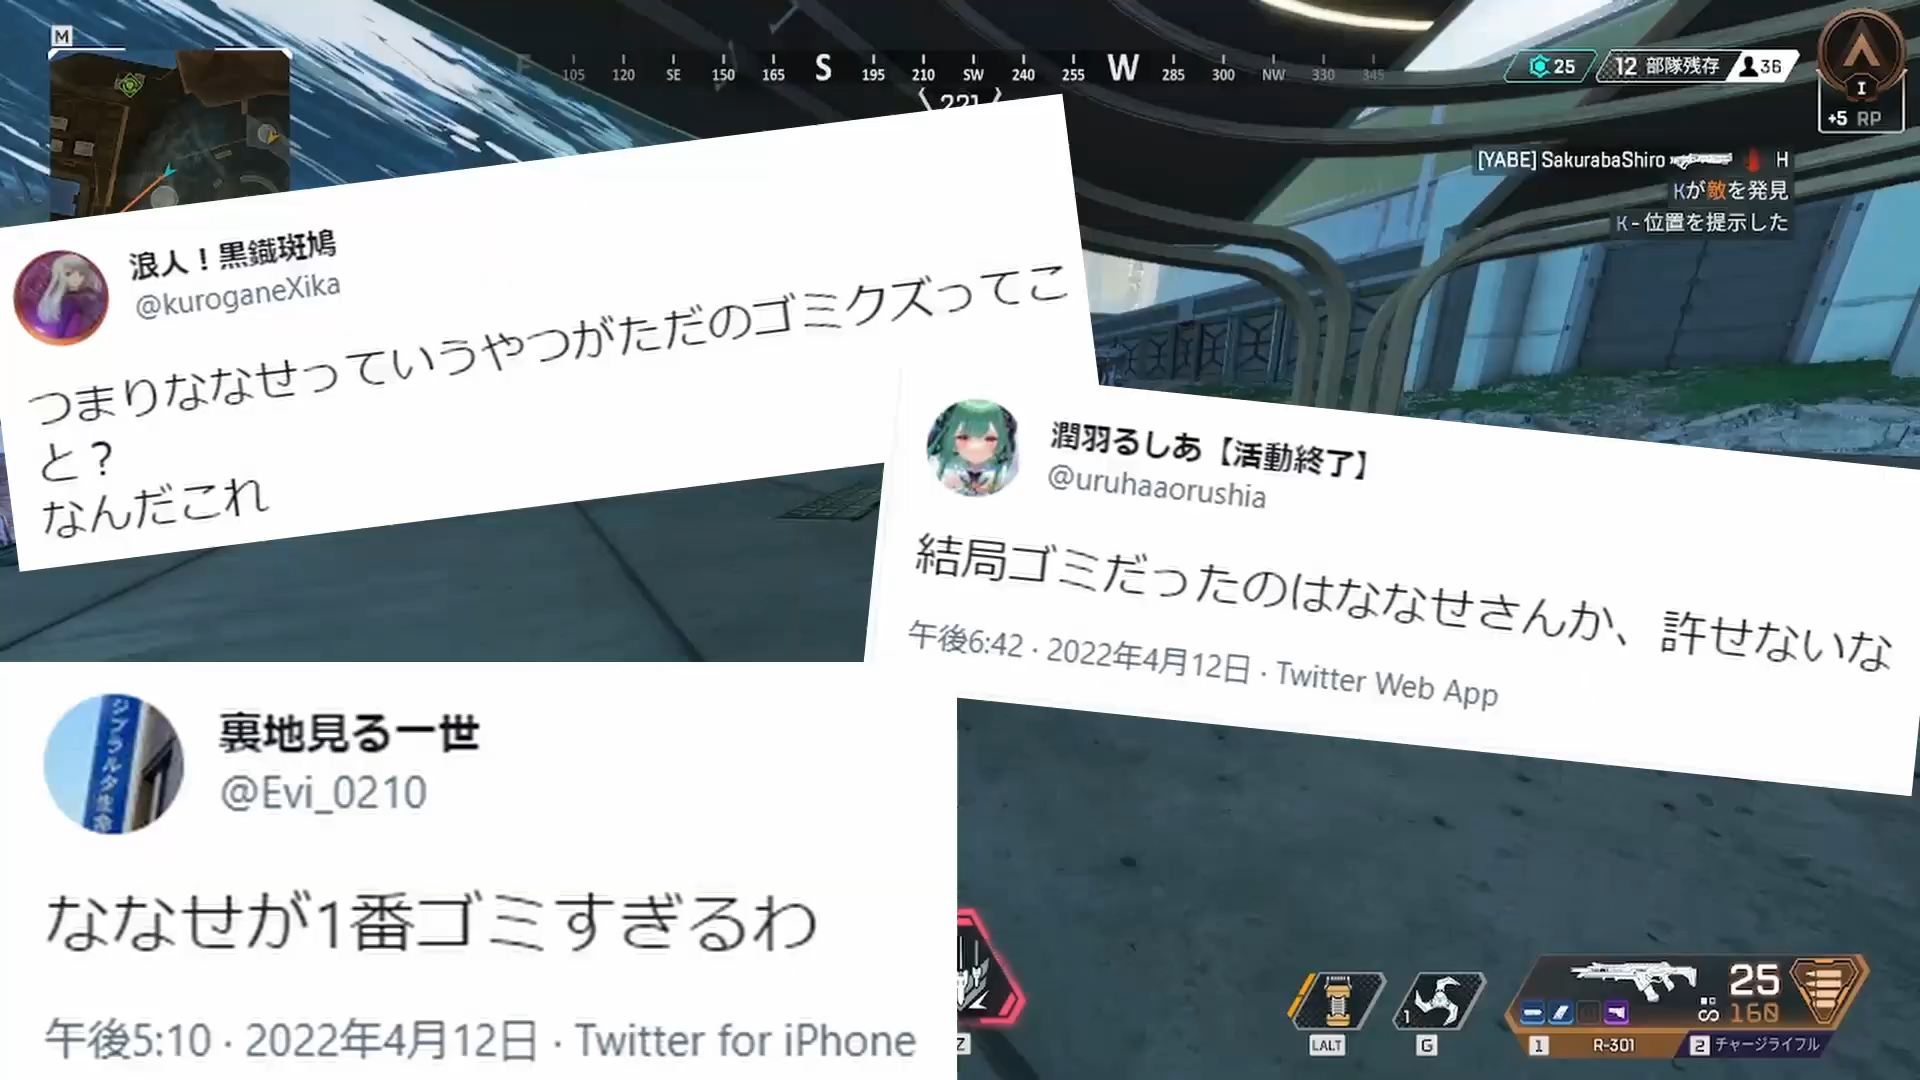 M
105 120 SE 150 165 S 195 210 SW 240 255 W 285 300 NW 330 345
221
25 12 部隊残存 36
I
+5 RP
[YABE] SakurabaShiro H
Kが敵を発見
K-位置を提示した
浪人！黒鐵斑鳩
@kuroganeXika
つまりななせっていうやつがただのゴミクズってこ
と？
なんだこれ
潤羽るしあ【活動終了】
@uruhaaorushia
結局ゴミだったのはななせさんか、許せないな
午後6:42 · 2022年4月12日 · Twitter Web App
ジブラルタ生命
裏地見る一世
@Evi_0210
ななせが1番ゴミすぎるわ
午後5:10 · 2022年4月12日 · Twitter for iPhone
Z
LALT
1
G
25
160
1 R-301 2 チャージライフル